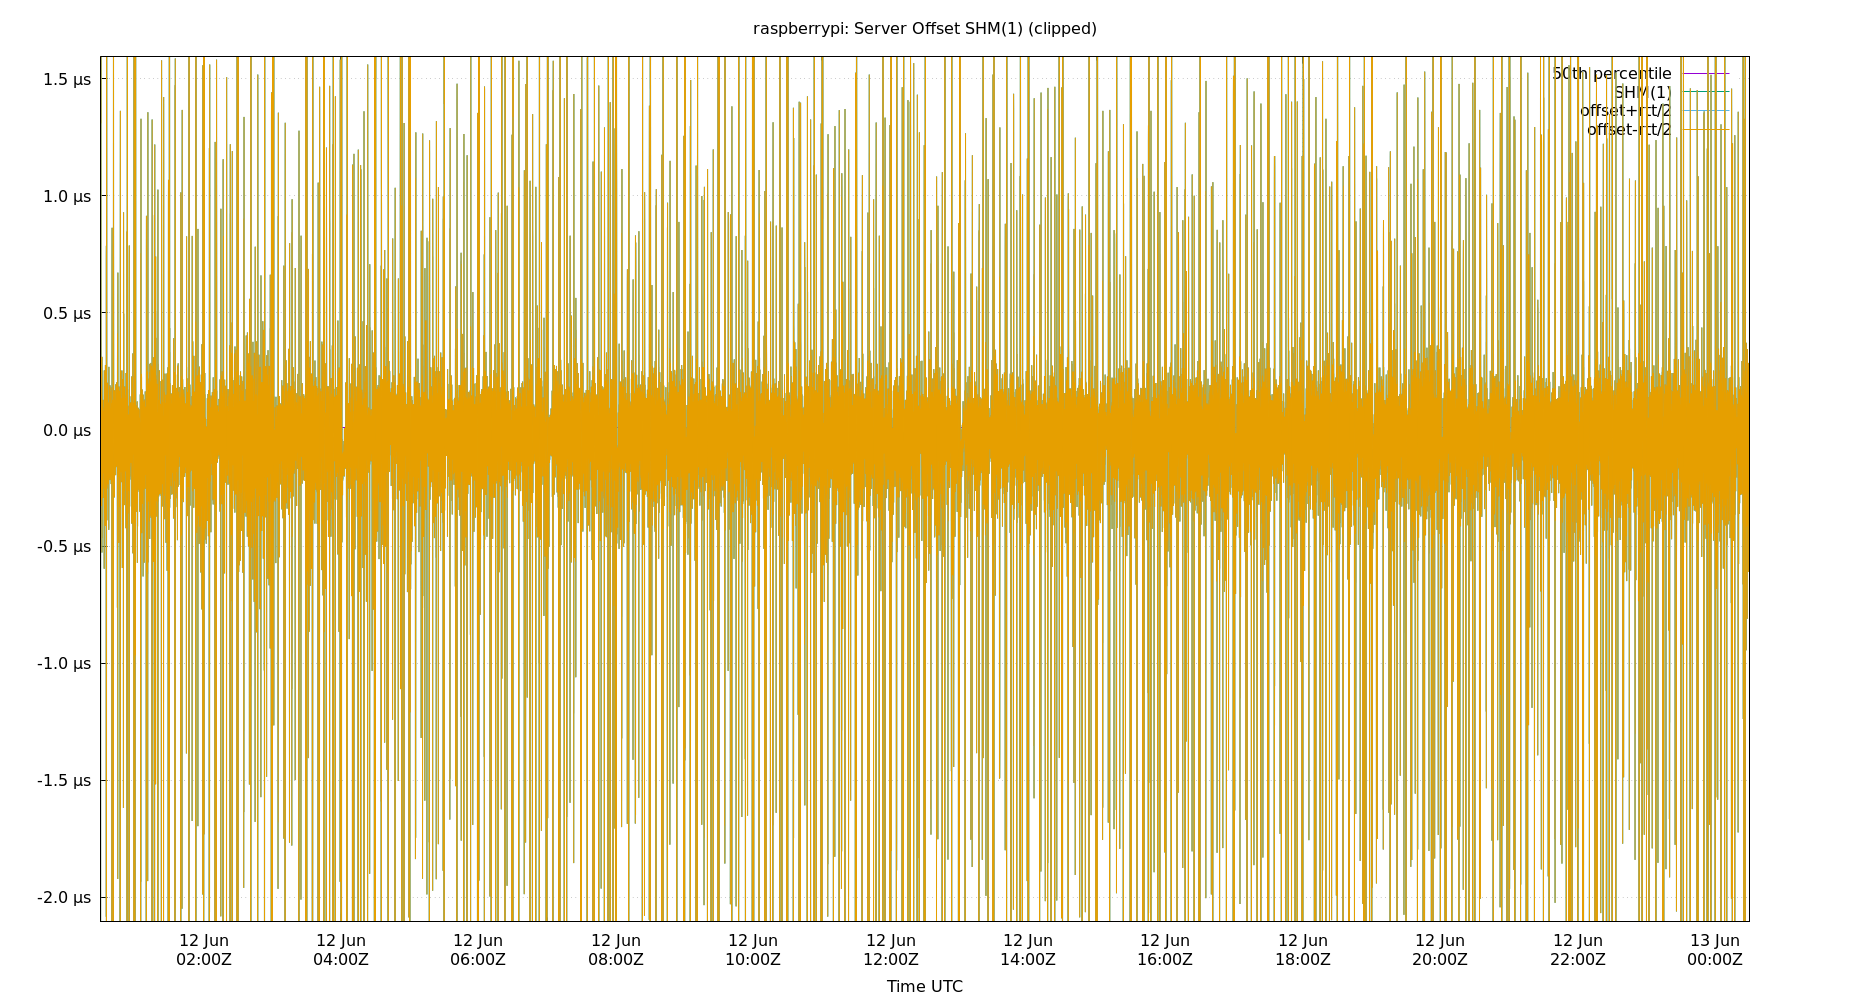 raspberrypi: Server Offset SHM(1) (clipped)
50th percentile
SHM(1)
offset+rtt/2
offset-rtt/2
1.5 µs
1.0 µs
0.5 µs
0.0 µs
-0.5 µs
-1.0 µs
-1.5 µs
-2.0 µs
12 Jun 12 Jun 12 Jun 12 Jun 12 Jun 12 Jun 12 Jun 12 Jun 12 Jun 12 Jun 12 Jun 13 Jun
02:00Z 04:00Z 06:00Z 08:00Z 10:00Z 12:00Z 14:00Z 16:00Z 18:00Z 20:00Z 22:00Z 00:00Z
Time UTC